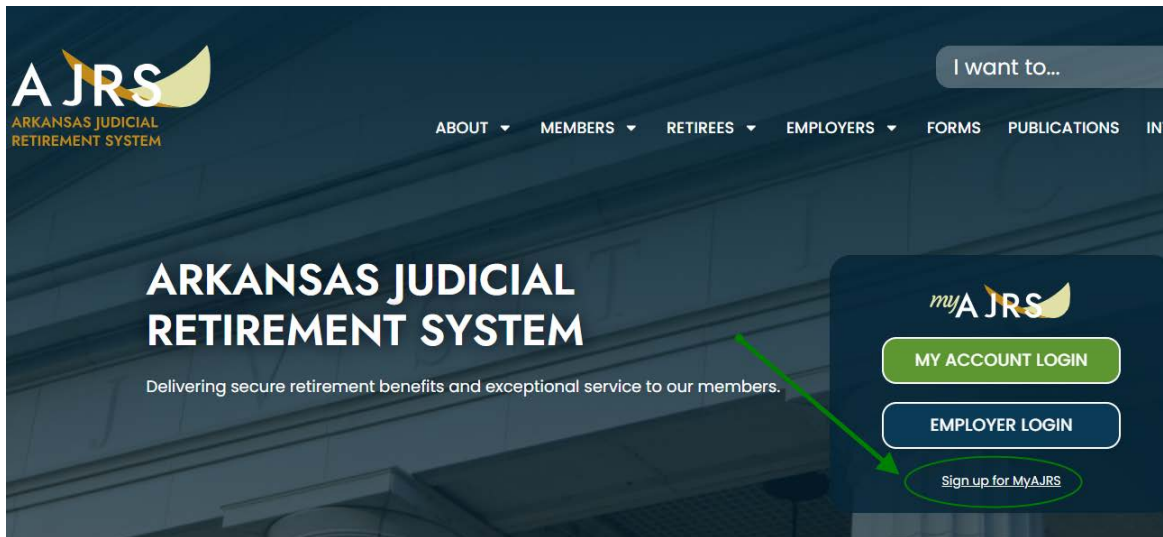 AJRS
ARKANSAS JUDICIAL
RETIREMENT SYSTEM
I want to...
ABOUT MEMBERS RETIREES EMPLOYERS FORMS PUBLICATIONS
ARKANSAS JUDICIAL
RETIREMENT SYSTEM
Delivering secure retirement benefits and exceptional service to our members.
myAJRS
MY ACCOUNT LOGIN
EMPLOYER LOGIN
Sign up for MyAJRS